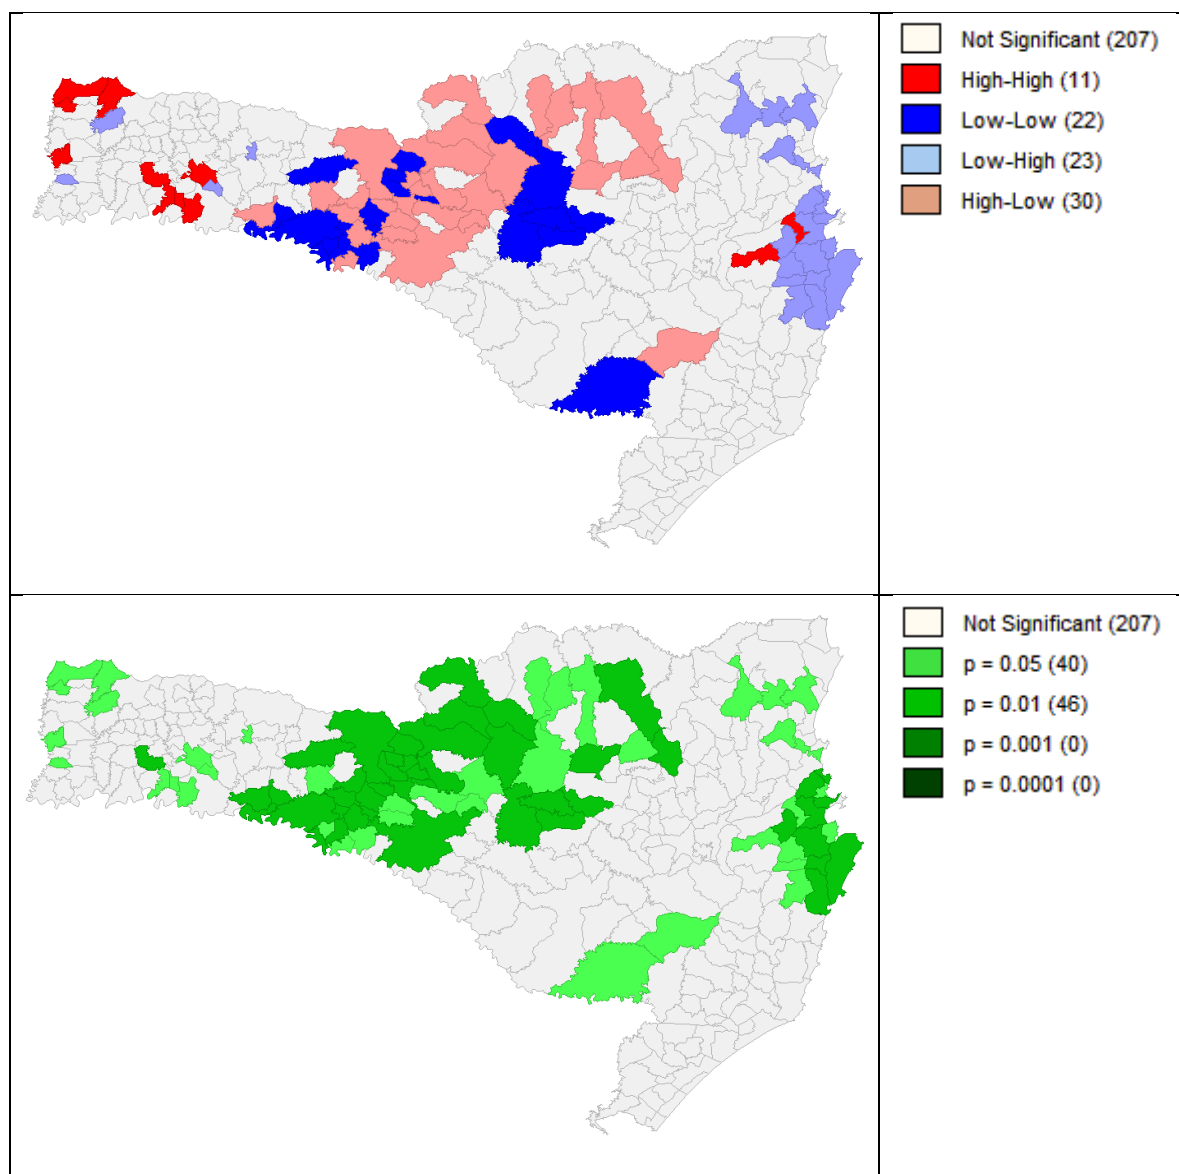 Not Significant (207)
High-High (11)
Low-Low (22)
Low-High (23)
High-Low (30)
Not Significant (207)
p = 0.05 (40)
p = 0.01 (46)
p = 0.001 (0)
p = 0.0001 (0)